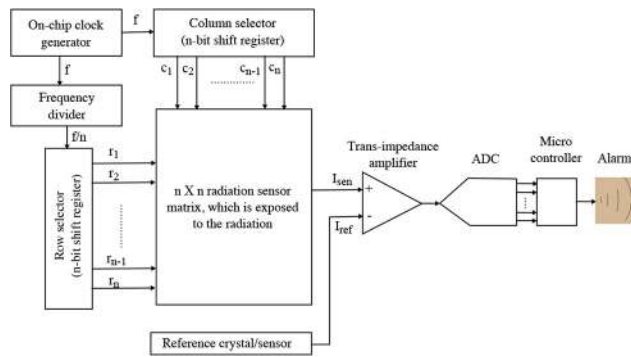 On-chip clock
generator
f
Column selector
(n-bit shift register)
f
c1 c2 ............ cn-1 cn
Frequency
divider
f/n
Row selector
(n-bit shift register)
r1
r2
rn-1
rn
n X n radiation sensor
matrix, which is exposed
to the radiation
Isen
Iref
Trans-impedance
amplifier
+
-
ADC
Micro
controller
Alarm
Reference crystal/sensor